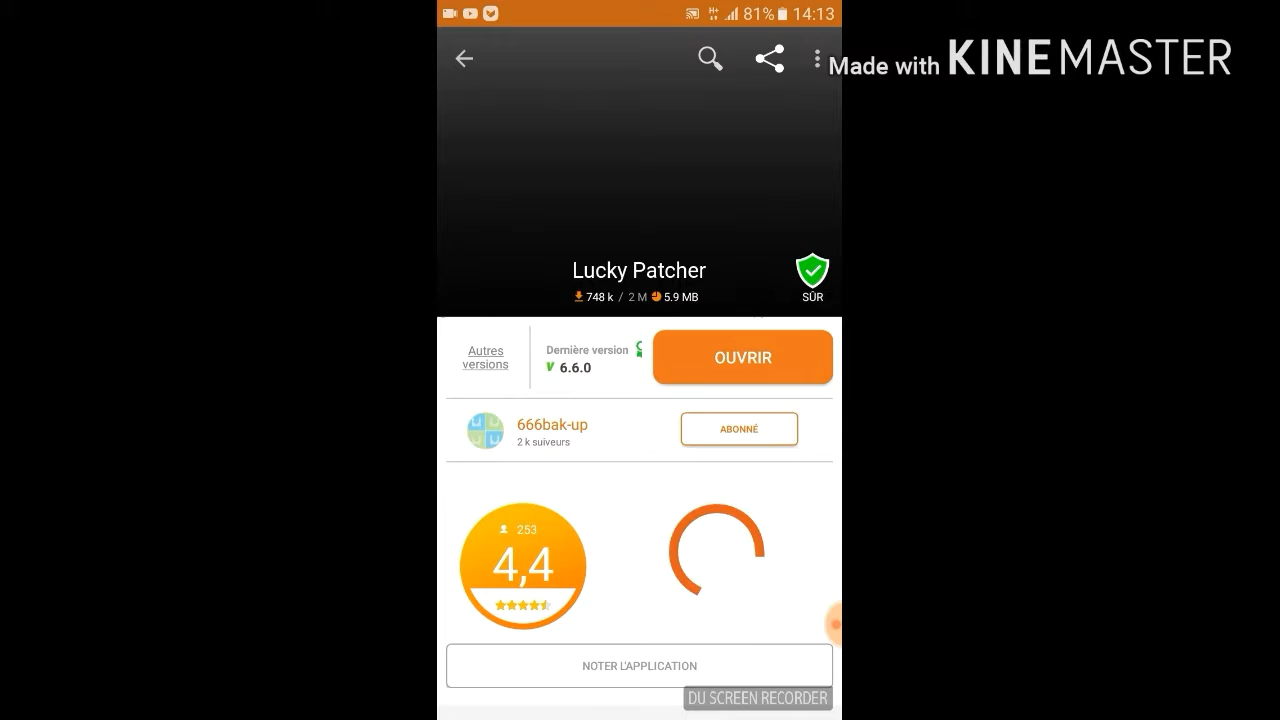 81% 14:13
Made with KINEMASTER
Lucky Patcher
748 k / 2 M 5.9 MB
SÛR
Autres versions
Dernière version
6.6.0
OUVRIR
666bak-up
2 k suiveurs
ABONNÉ
253
4,4
NOTER L'APPLICATION
DU SCREEN RECORDER